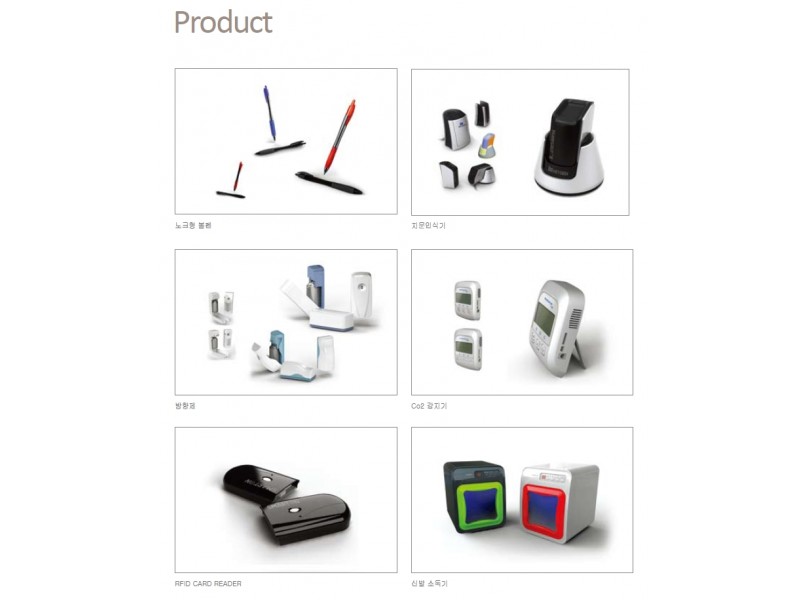 Product
노크형 볼펜
지문인식기
방향제
Co2 감지기
RFID CARD READER
신발 소독기